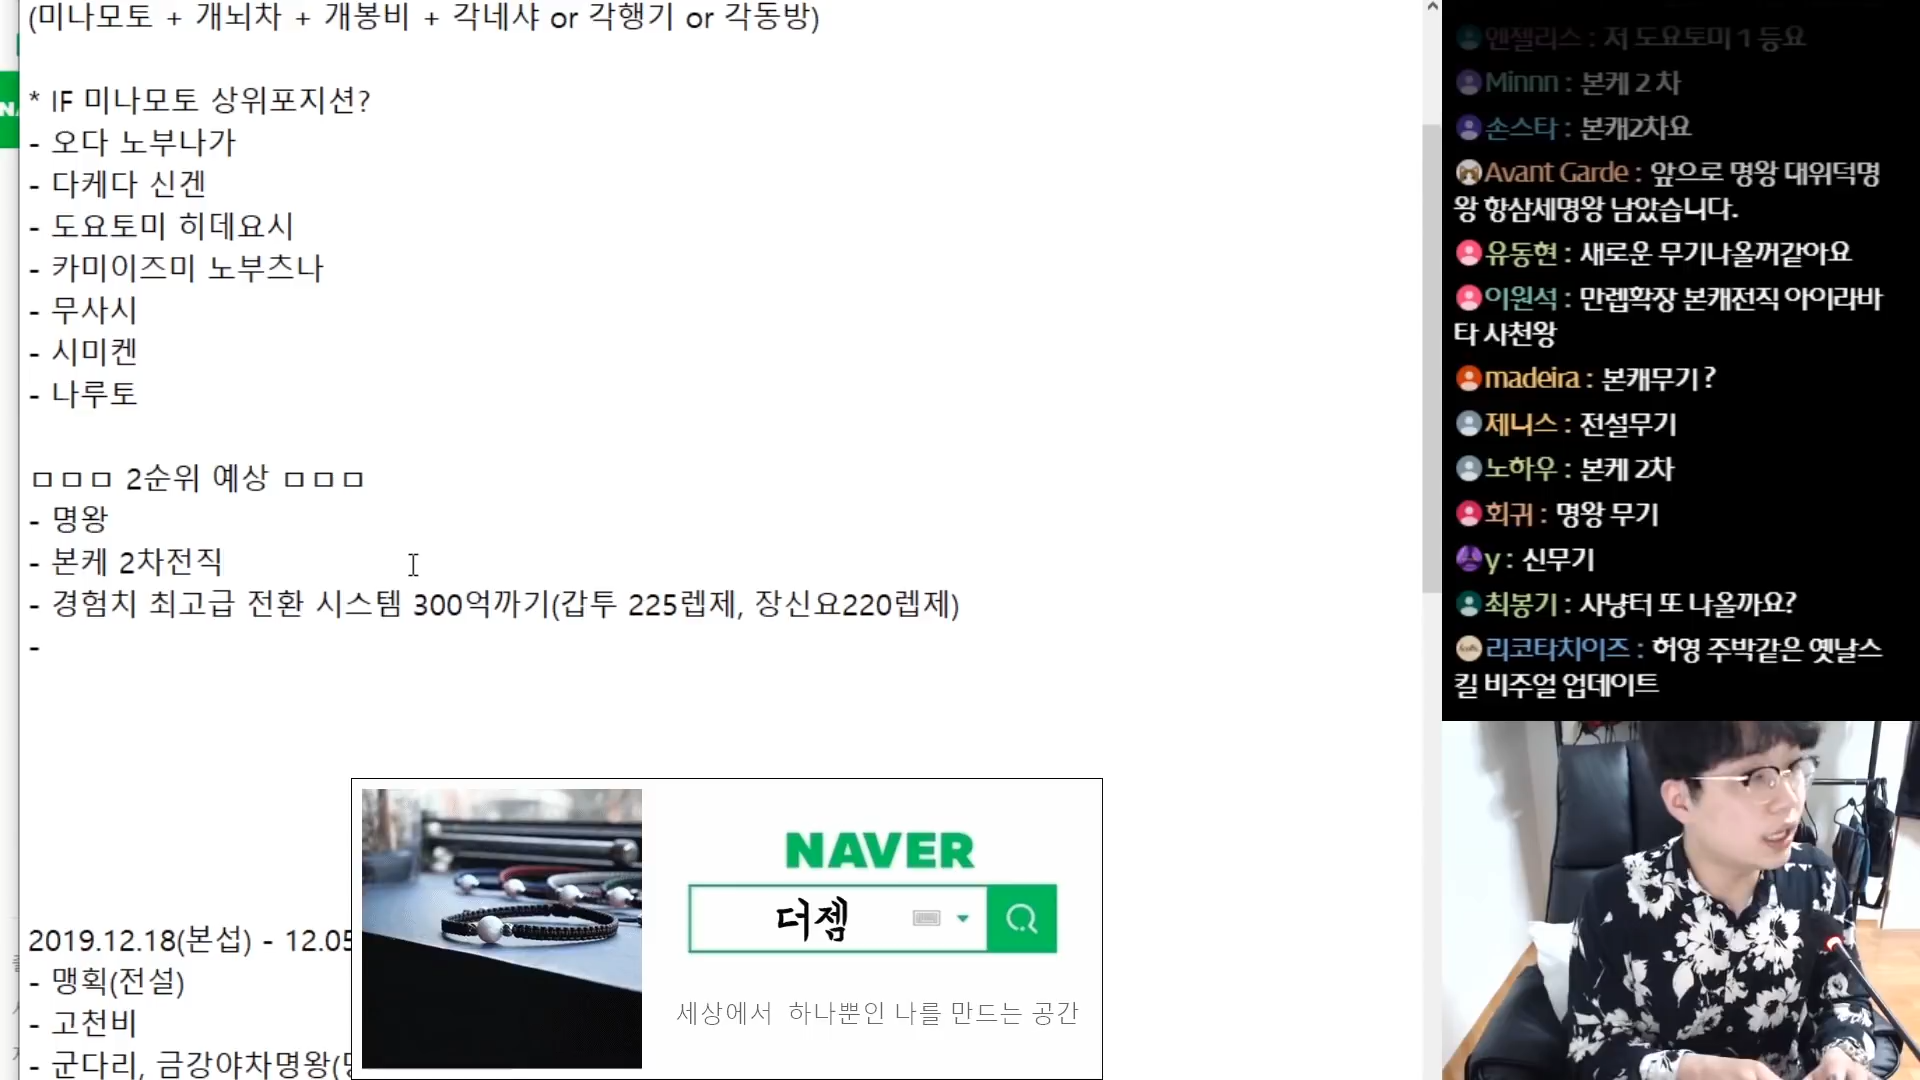 (미나모토 + 개뇌차 + 개봉비 + 각네샤 or 각행기 or 각동방)
* IF 미나모토 상위포지션?
- 오다 노부나가
- 다케다 신겐
- 도요토미 히데요시
- 카미이즈미 노부츠나
- 무사시
- 시미켄
- 나루토
ㅁㅁㅁ 2순위 예상 ㅁㅁㅁ
- 명왕
- 본케 2차전직
- 경험치 최고급 전환 시스템 300억까기(갑투 225렙제, 장신요220렙제)
-
2019.12.18(본섭) - 12.05
- 맹획(전설)
- 고천비
- 군다리, 금강야차명왕(
NAVER
더젬
세상에서 하나뿐인 나를 만드는 공간
앤젤리스 : 저 도요토미 1 등요
Minnn : 본케 2 차
손스타 : 본캐2차요
Avant Garde : 앞으로 명왕 대위덕명
왕 항삼세명왕 남았습니다.
유동현 : 새로운 무기나올꺼같아요
이원석 : 만렙확장 본캐전직 아이라바
타 사천왕
madeira : 본캐무기 ?
제니스 : 전설무기
노하우 : 본케 2차
회귀 : 명왕 무기
y : 신무기
최봉기 : 사냥터 또 나올까요?
리코타치이즈 : 허영 주박같은 옛날스
킬 비주얼 업데이트